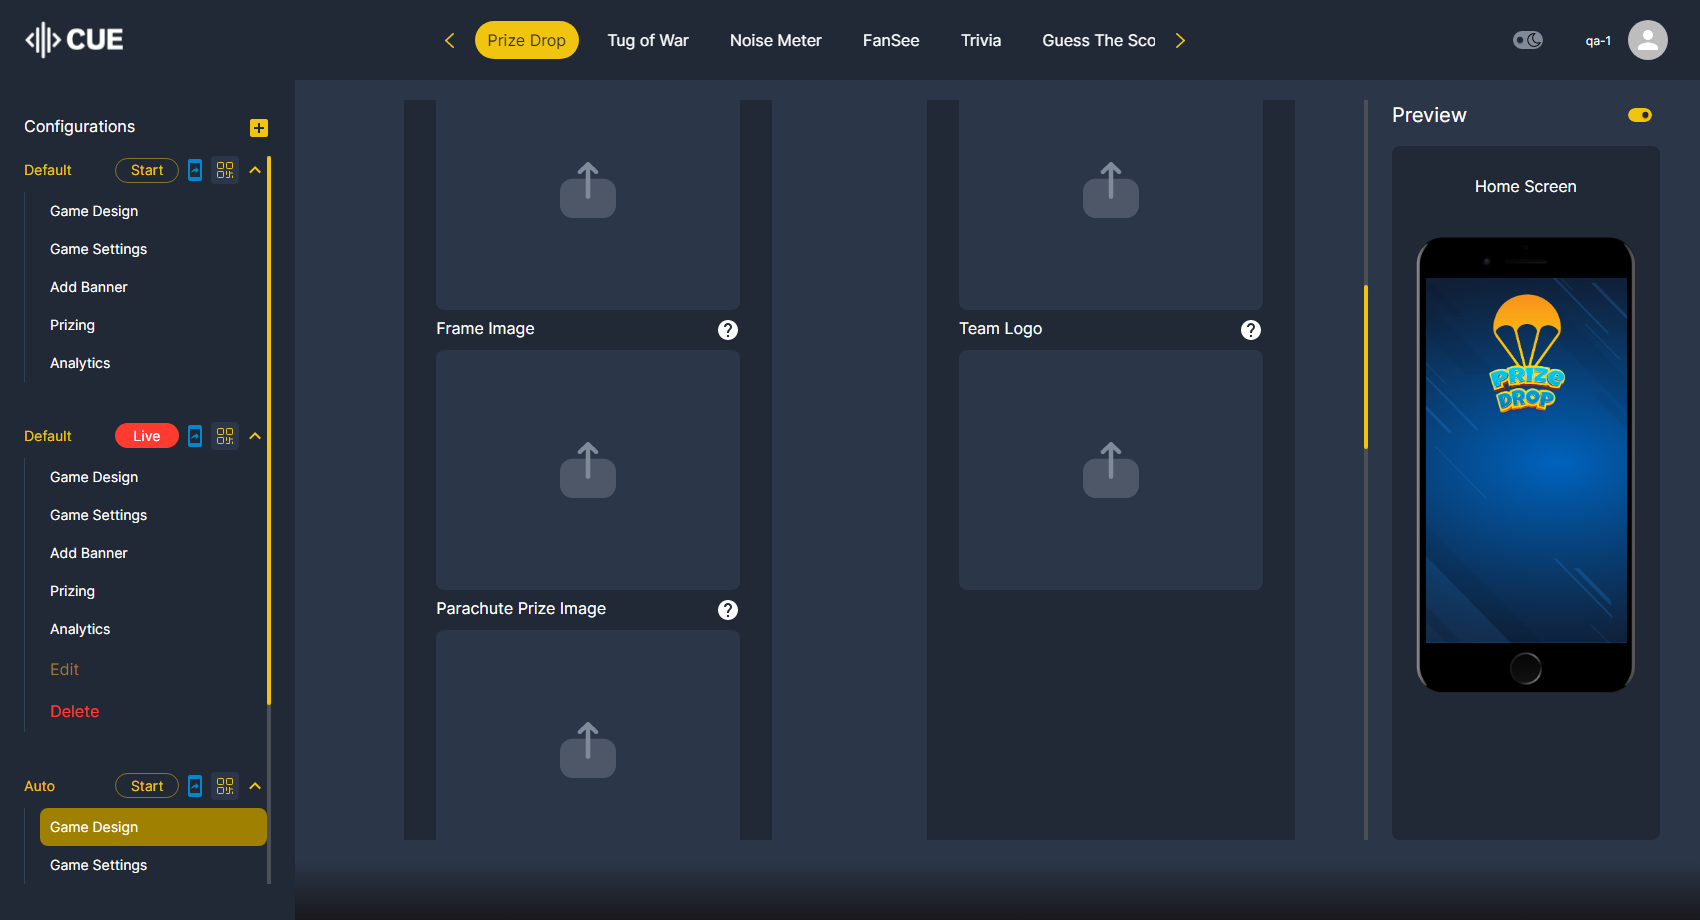 CUE
Prize Drop
Tug of War
Noise Meter
FanSee
Trivia
Guess The Sco
qa-1
Configurations
Default
Start
Game Design
Game Settings
Add Banner
Prizing
Analytics
Default
Live
Game Design
Game Settings
Add Banner
Prizing
Analytics
Edit
Delete
Auto
Start
Game Design
Game Settings
Frame Image
?
Parachute Prize Image
?
Team Logo
?
Preview
Home Screen
PRIZE
DROP